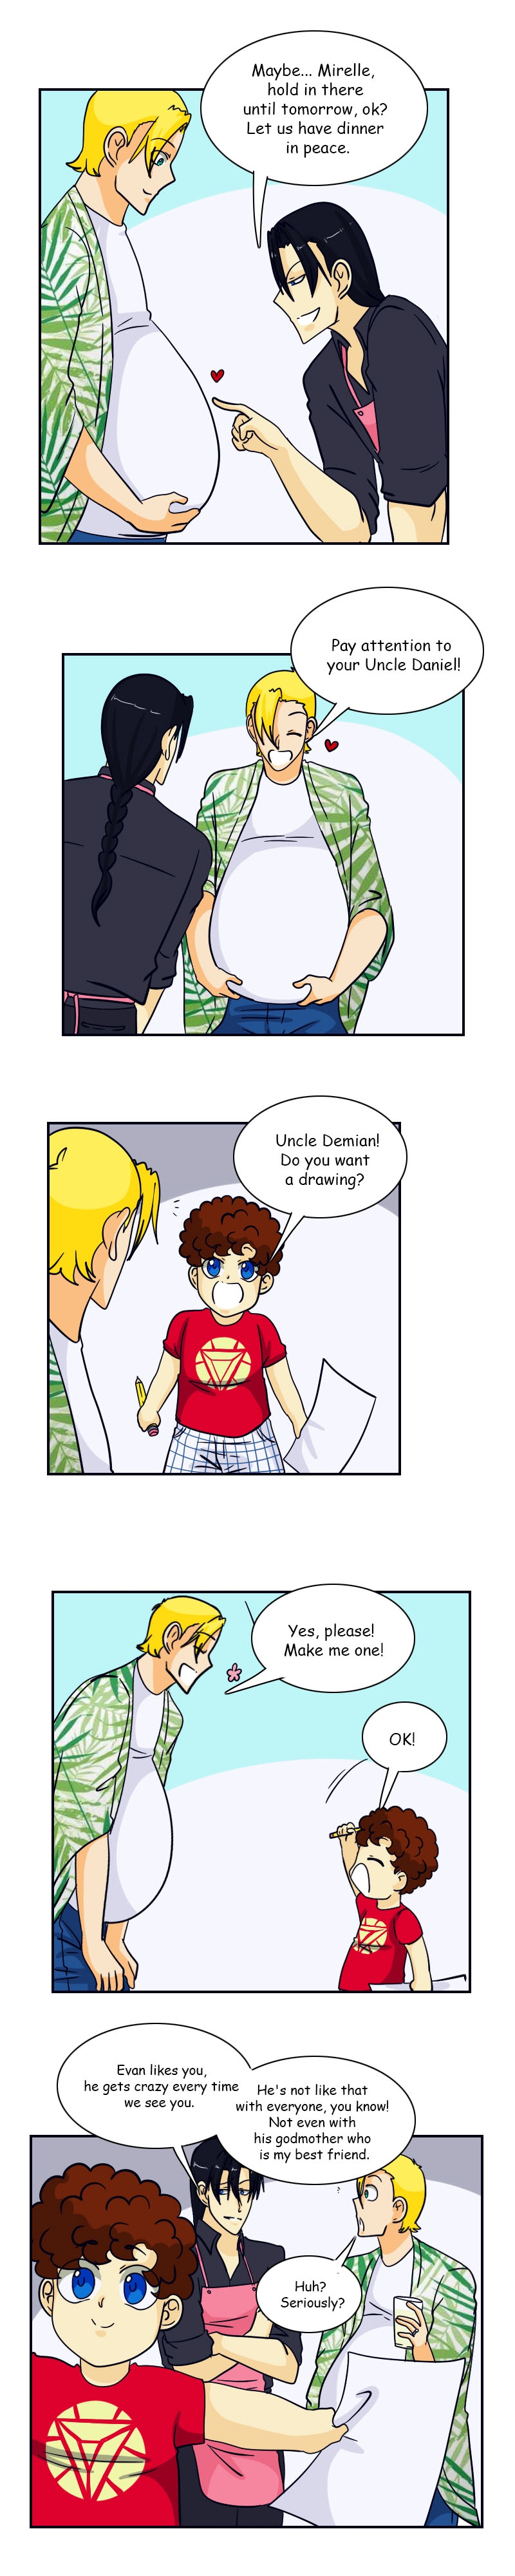 Maybe... Mirelle,
hold in there
until tomorrow, ok?
Let us have dinner
in peace.
Pay attention to
your Uncle Daniel!
Uncle Demian!
Do you want
a drawing?
Yes, please!
Make me one!
OK!
Evan likes you,
he gets crazy every time
we see you.
He's not like that
with everyone, you know!
Not even with
his godmother who
is my best friend.
Huh?
Seriously?